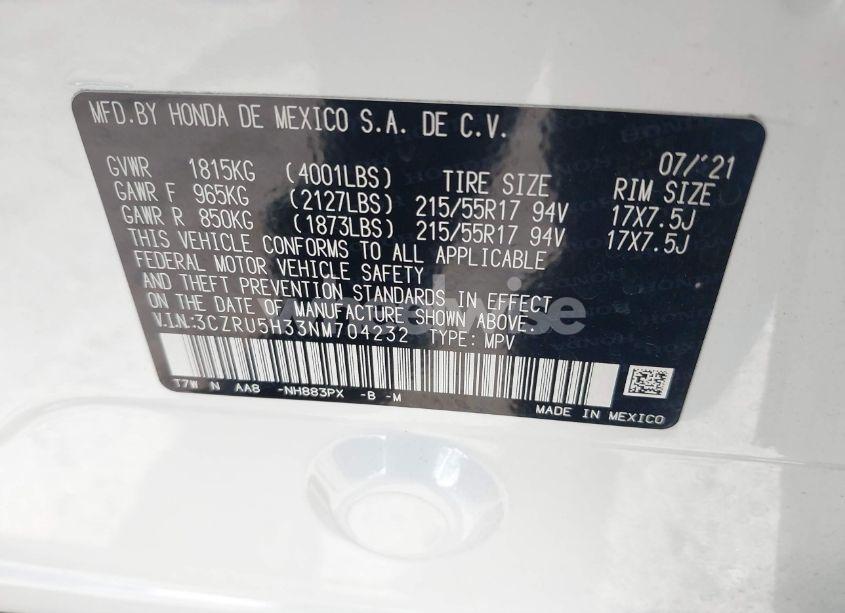 MFD.BY HONDA DE MEXICO S.A. DE C.V.
07/'21
GVWR 1815KG (4001LBS) TIRE SIZE RIM SIZE
GAWR F 965KG (2127LBS) 215/55R17 94V 17X7.5J
GAWR R 850KG (1873LBS) 215/55R17 94V 17X7.5J
THIS VEHICLE CONFORMS TO ALL APPLICABLE
FEDERAL MOTOR VEHICLE SAFETY
AND THEFT PREVENTION STANDARDS IN EFFECT
ON THE DATE OF MANUFACTURE SHOWN ABOVE.
V.I.N.:3CZRU5H33NM704232 TYPE: MPV
T7W N AA8 -NH883PX -B -M
MADE IN MEXICO